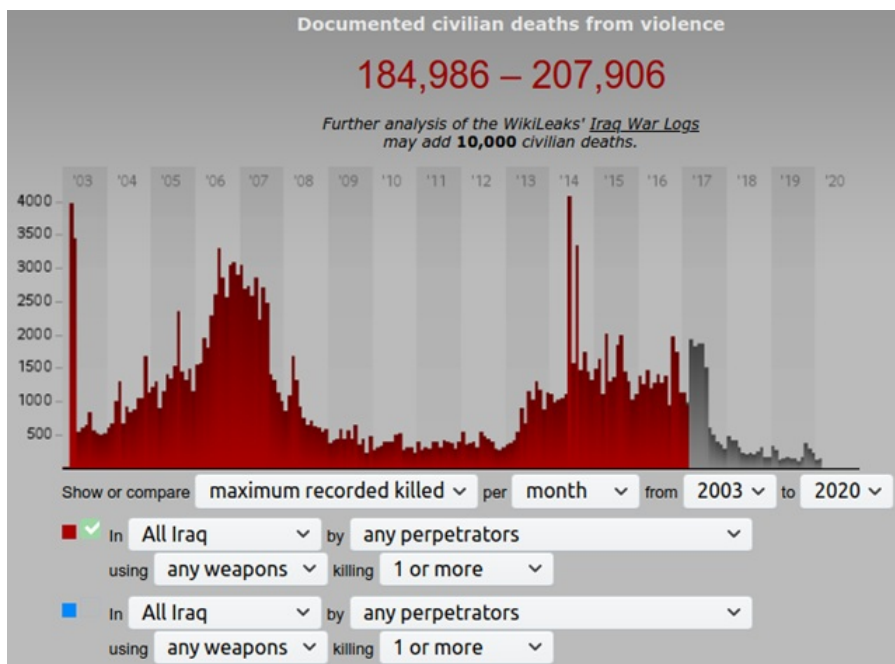 Documented civilian deaths from violence
184,986 – 207,906
Further analysis of the WikiLeaks' Iraq War Logs
may add 10,000 civilian deaths.
'03 '04 '05 '06 '07 '08 '09 '10 '11 '12 '13 '14 '15 '16 '17 '18 '19 '20
4000
3500
3000
2500
2000
1500
1000
500
Show or compare maximum recorded killed per month from 2003 to 2020
In All Iraq by any perpetrators
using any weapons killing 1 or more
In All Iraq by any perpetrators
using any weapons killing 1 or more